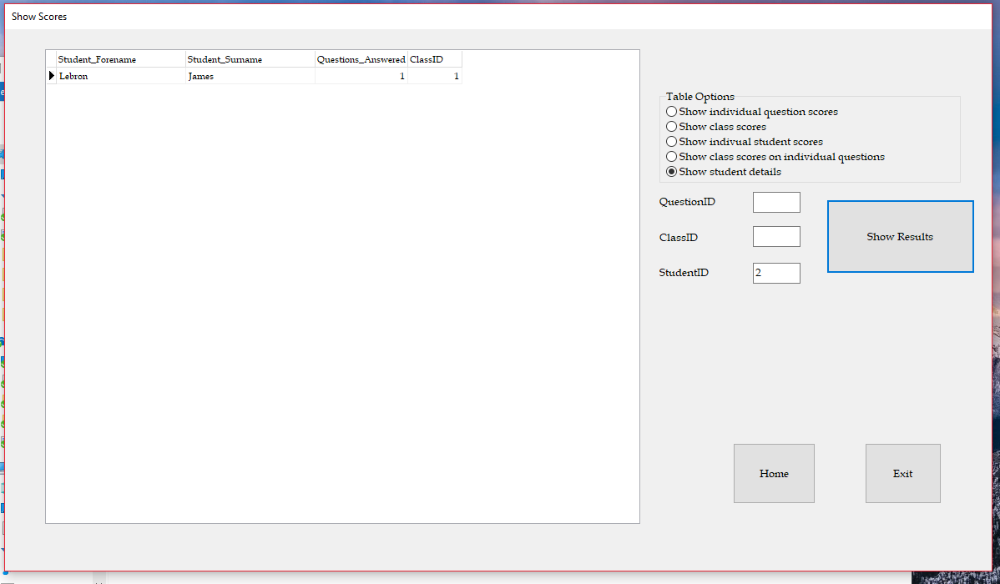 Show Scores
Student_Forename Student_Surname Questions_Answered ClassID
Lebron James 1 1
Table Options
Show individual question scores
Show class scores
Show indivual student scores
Show class scores on individual questions
Show student details
QuestionID
ClassID
StudentID 2
Show Results
Home Exit